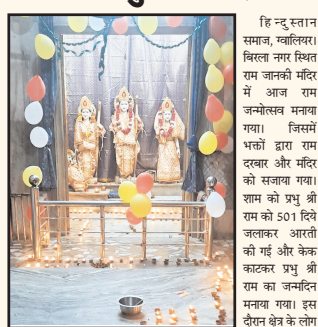 हिन्दुस्तान
समाज, ग्वालियर।
बिरला नगर स्थित
राम जानकी मंदिर
में आज राम
जन्मोत्सव मनाया
गया। जिसमें
भक्तों द्वारा राम
दरबार और मंदिर
को सजाया गया।
शाम को प्रभु श्री
राम को 501 दिये
जलाकर आरती
की गई और केक
काटकर प्रभु श्री
राम का जन्मदिन
मनाया गया। इस
दौरान क्षेत्र के लोग